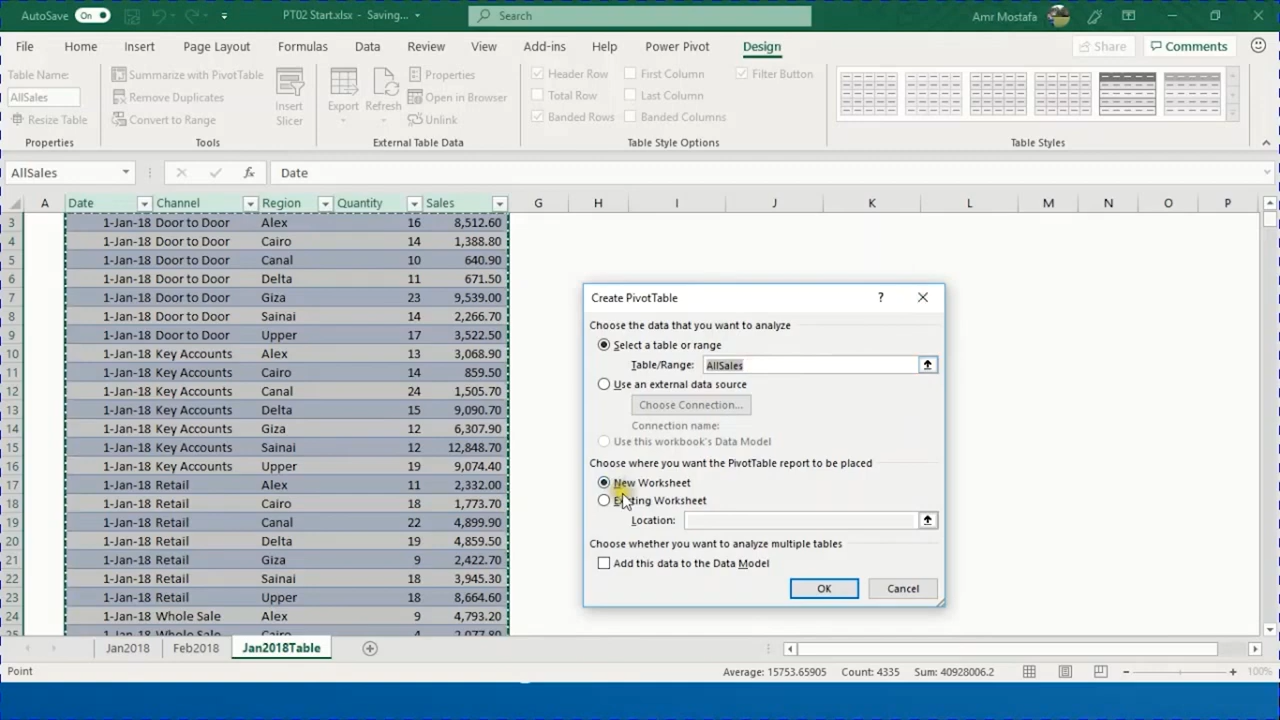 AutoSave On PT02 Start.xlsx - Saving... Search Amr Mostafa
File Home Insert Page Layout Formulas Data Review View Add-ins Help Power Pivot Design Share Comments
Table Name: Summarize with PivotTable Properties Header Row First Column Filter Button
AllSales Remove Duplicates Insert Export Refresh Open in Browser Total Row Last Column
Resize Table Convert to Range Banded Rows Banded Columns
Properties Tools External Table Data Table Style Options Table Styles
AllSales fx Date
A Date Channel Region Quantity Sales G H I J K L M N O P
3 1-Jan-18 Door to Door Alex 16 8,512.60
4 1-Jan-18 Door to Door Cairo 14 1,388.80
5 1-Jan-18 Door to Door Canal 10 640.90
6 1-Jan-18 Door to Door Delta 11 671.50
7 1-Jan-18 Door to Door Giza 23 9,539.00
8 1-Jan-18 Door to Door Sainai 14 2,266.70
9 1-Jan-18 Door to Door Upper 17 3,522.50
10 1-Jan-18 Key Accounts Alex 13 3,068.90
11 1-Jan-18 Key Accounts Cairo 14 859.50
12 1-Jan-18 Key Accounts Canal 24 1,505.70
13 1-Jan-18 Key Accounts Delta 15 9,090.70
14 1-Jan-18 Key Accounts Giza 12 6,307.90
15 1-Jan-18 Key Accounts Sainai 12 12,848.70
16 1-Jan-18 Key Accounts Upper 19 9,074.40
17 1-Jan-18 Retail Alex 11 2,332.00
18 1-Jan-18 Retail Cairo 18 1,773.70
19 1-Jan-18 Retail Canal 22 4,899.90
20 1-Jan-18 Retail Delta 19 4,859.50
21 1-Jan-18 Retail Giza 9 2,422.70
22 1-Jan-18 Retail Sainai 18 3,945.30
23 1-Jan-18 Retail Upper 18 8,664.60
24 1-Jan-18 Whole Sale Alex 9 4,793.20
25 1-Jan-18 Whole Sale Cairo 4 2,077.80
Create PivotTable ?
Choose the data that you want to analyze
Select a table or range
Table/Range: AllSales
Use an external data source
Choose Connection...
Connection name:
Use this workbook's Data Model
Choose where you want the PivotTable report to be placed
New Worksheet
Existing Worksheet
Location:
Choose whether you want to analyze multiple tables
Add this data to the Data Model
OK Cancel
Jan2018 Feb2018 Jan2018Table
Point Average: 15753.65905 Count: 4335 Sum: 40928006.2 100%